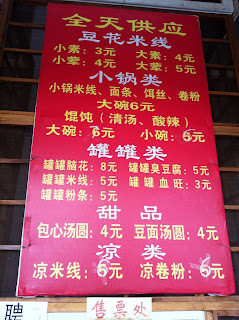 全天供应
豆花米线
小素：3元 大素：4元
小荤：4元 大荤：5元
小锅类
小锅米线、面条、饵丝、卷粉
大碗6元
馄饨（清汤、酸辣）
大碗：6元 小碗：5元
罐罐类
罐罐脑花：8元 罐罐臭豆腐：5元
罐罐米线：5元 罐罐血旺：3元
罐罐粉条：5元
甜品
包心汤圆：4元 豆面汤圆：4元
凉类
凉米线：6元 凉卷粉：6元
聘
售票处